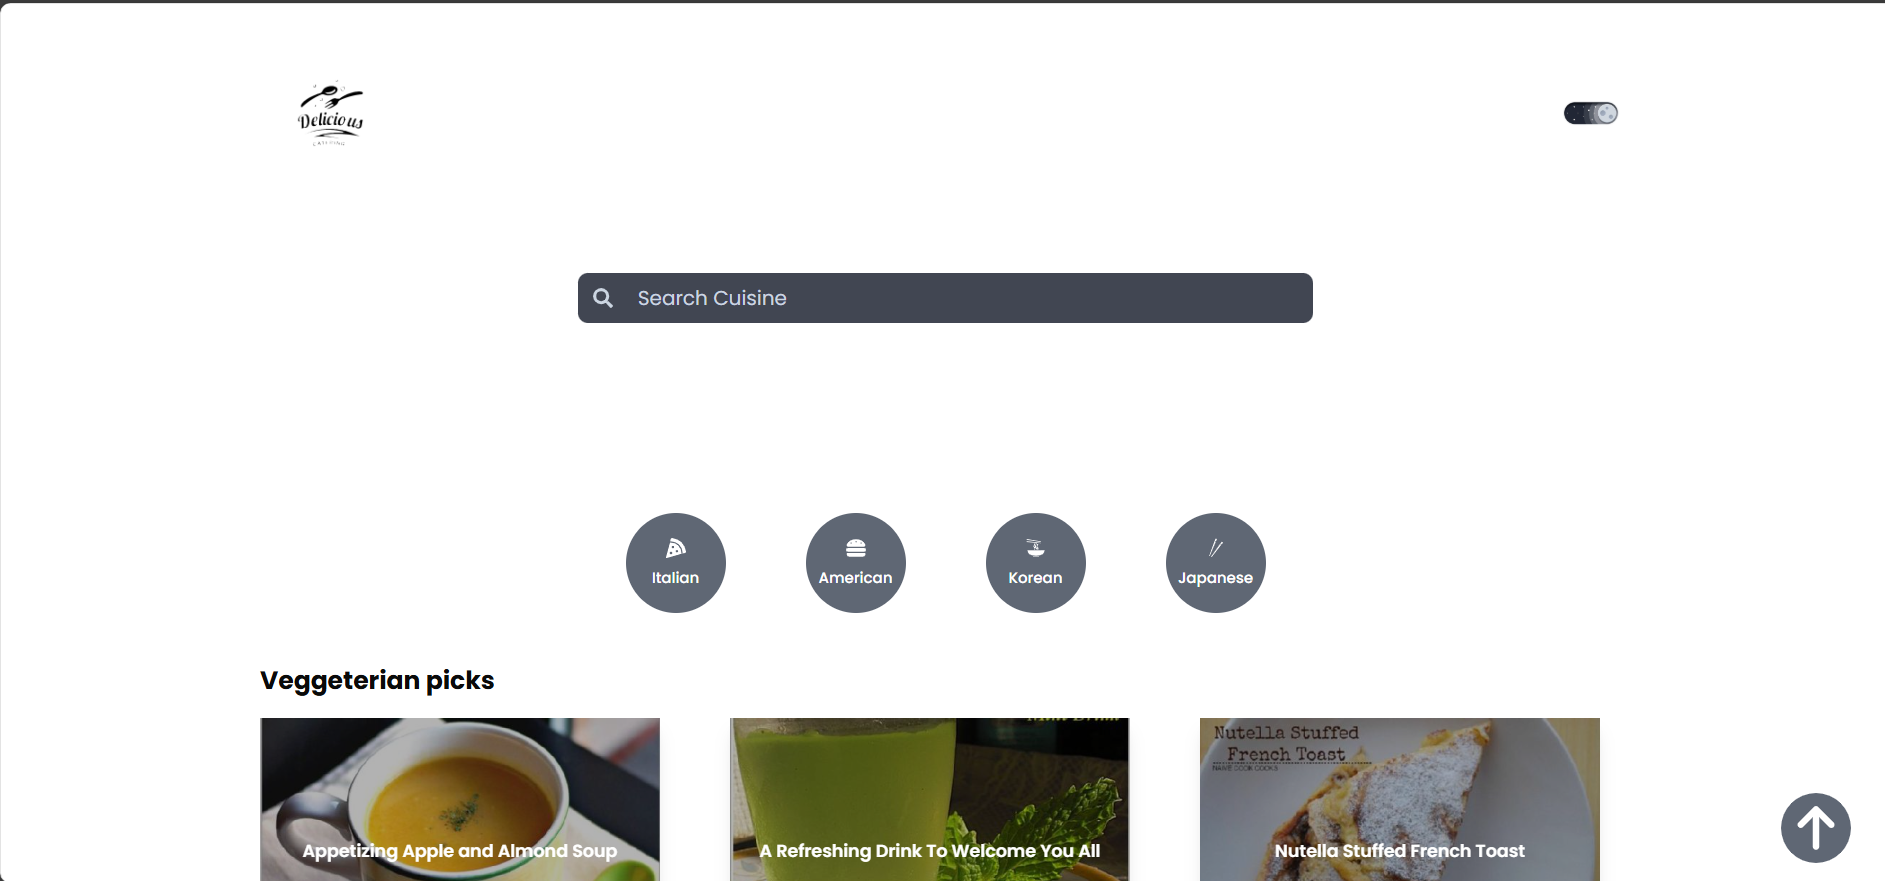 Delicious
CATERING
Search Cuisine
Italian
American
Korean
Japanese
Veggeterian picks
Nutella Stuffed
French Toast
Appetizing Apple and Almond Soup
A Refreshing Drink To Welcome You All
Nutella Stuffed French Toast